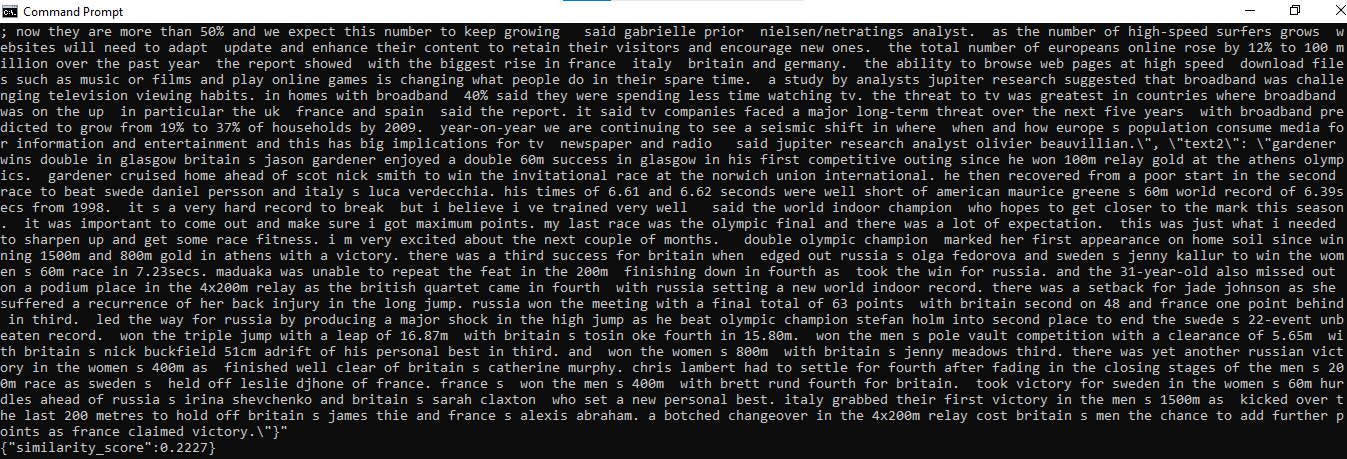 Command Prompt
; now they are more than 50% and we expect this number to keep growing   said gabrielle prior  nielsen/netratings analyst.  as the number of high-speed surfers grows  w
ebsites will need to adapt  update and enhance their content to retain their visitors and encourage new ones.  the total number of europeans online rose by 12% to 100 m
illion over the past year  the report showed  with the biggest rise in france  italy  britain and germany.  the ability to browse web pages at high speed  download file
s such as music or films and play online games is changing what people do in their spare time.  a study by analysts jupiter research suggested that broadband was challe
nging television viewing habits. in homes with broadband  40% said they were spending less time watching tv. the threat to tv was greatest in countries where broadband
was on the up  in particular the uk  france and spain  said the report. it said tv companies faced a major long-term threat over the next five years  with broadband pre
dicted to grow from 19% to 37% of households by 2009.  year-on-year we are continuing to see a seismic shift in where  when and how europe s population consume media fo
r information and entertainment and this has big implications for tv  newspaper and radio   said jupiter research analyst olivier beauvillian.\", \"text2\": \"gardener
wins double in glasgow britain s jason gardener enjoyed a double 60m success in glasgow in his first competitive outing since he won 100m relay gold at the athens olymp
ics.  gardener cruised home ahead of scot nick smith to win the invitational race at the norwich union international. he then recovered from a poor start in the second
race to beat swede daniel persson and italy s luca verdecchia. his times of 6.61 and 6.62 seconds were well short of american maurice greene s 60m world record of 6.39s
ecs from 1998.  it s a very hard record to break  but i believe i ve trained very well   said the world indoor champion  who hopes to get closer to the mark this season
.  it was important to come out and make sure i got maximum points. my last race was the olympic final and there was a lot of expectation.  this was just what i needed
to sharpen up and get some race fitness. i m very excited about the next couple of months.   double olympic champion  marked her first appearance on home soil since win
ning 1500m and 800m gold in athens with a victory. there was a third success for britain when  edged out russia s olga fedorova and sweden s jenny kallur to win the wom
en s 60m race in 7.23secs. maduaka was unable to repeat the feat in the 200m  finishing down in fourth as  took the win for russia. and the 31-year-old also missed out
on a podium place in the 4x200m relay as the british quartet came in fourth  with russia setting a new world indoor record. there was a setback for jade johnson as she
suffered a recurrence of her back injury in the long jump. russia won the meeting with a final total of 63 points  with britain second on 48 and france one point behind
in third.  led the way for russia by producing a major shock in the high jump as he beat olympic champion stefan holm into second place to end the swede s 22-event unb
eaten record.  won the triple jump with a leap of 16.87m  with britain s tosin oke fourth in 15.80m.  won the men s pole vault competition with a clearance of 5.65m  wi
th britain s nick buckfield 51cm adrift of his personal best in third. and  won the women s 800m  with britain s jenny meadows third. there was yet another russian vict
ory in the women s 400m as  finished well clear of britain s catherine murphy. chris lambert had to settle for fourth after fading in the closing stages of the men s 20
0m race as sweden s  held off leslie djhone of france. france s  won the men s 400m  with brett rund fourth for britain.  took victory for sweden in the women s 60m hur
dles ahead of russia s irina shevchenko and britain s sarah claxton  who set a new personal best. italy grabbed their first victory in the men s 1500m as  kicked over t
he last 200 metres to hold off britain s james thie and france s alexis abraham. a botched changeover in the 4x200m relay cost britain s men the chance to add further p
oints as france claimed victory.\"}"
{"similarity_score":0.2227}